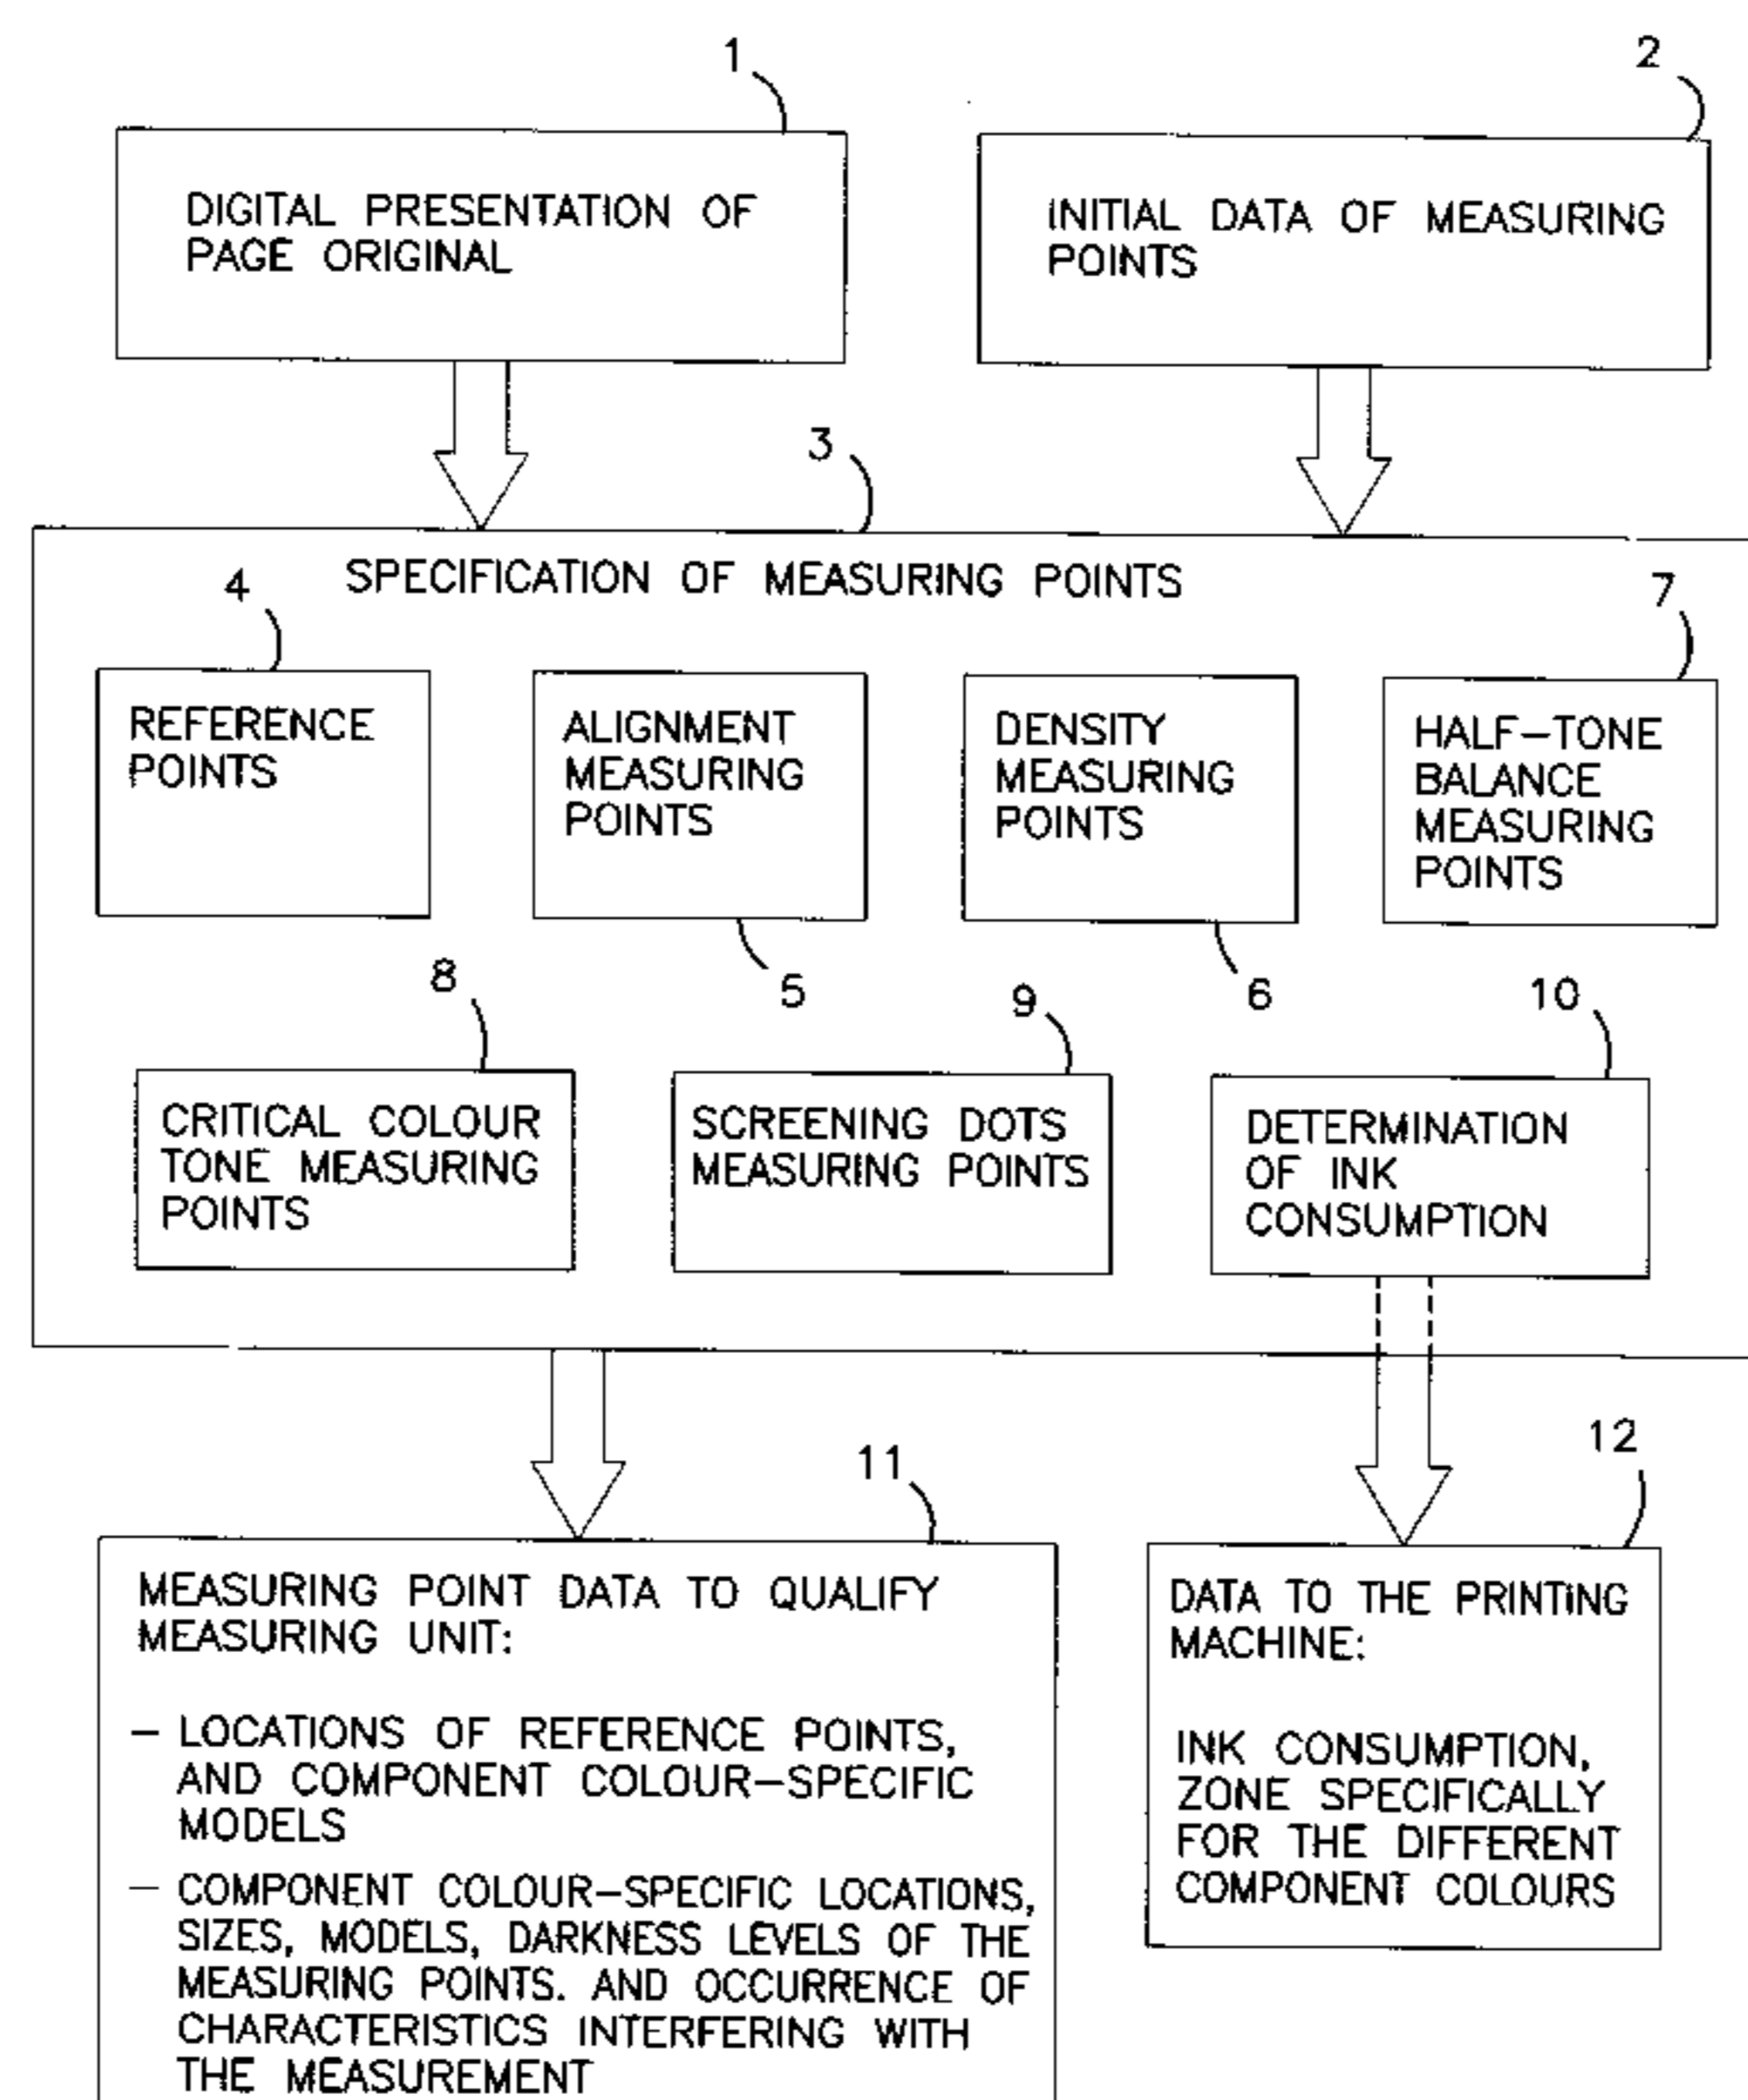 1
2
DIGITAL PRESENTATION OF
PAGE ORIGINAL
INITIAL DATA OF MEASURING
POINTS
3
SPECIFICATION OF MEASURING POINTS
4
7
REFERENCE
POINTS
ALIGNMENT
MEASURING
POINTS
DENSITY
MEASURING
POINTS
HALF-TONE
BALANCE
MEASURING
POINTS
5
6
8
9
10
CRITICAL COLOUR
TONE MEASURING
POINTS
SCREENING DOTS
MEASURING POINTS
DETERMINATION
OF INK
CONSUMPTION
11
12
MEASURING POINT DATA TO QUALIFY
MEASURING UNIT:
– LOCATIONS OF REFERENCE POINTS,
AND COMPONENT COLOUR-SPECIFIC
MODELS
– COMPONENT COLOUR-SPECIFIC LOCATIONS,
SIZES, MODELS, DARKNESS LEVELS OF THE
MEASURING POINTS. AND OCCURRENCE OF
CHARACTERISTICS INTERFERING WITH
THE MEASUREMENT
DATA TO THE PRINTING
MACHINE:
INK CONSUMPTION,
ZONE SPECIFICALLY
FOR THE DIFFERENT
COMPONENT COLOURS